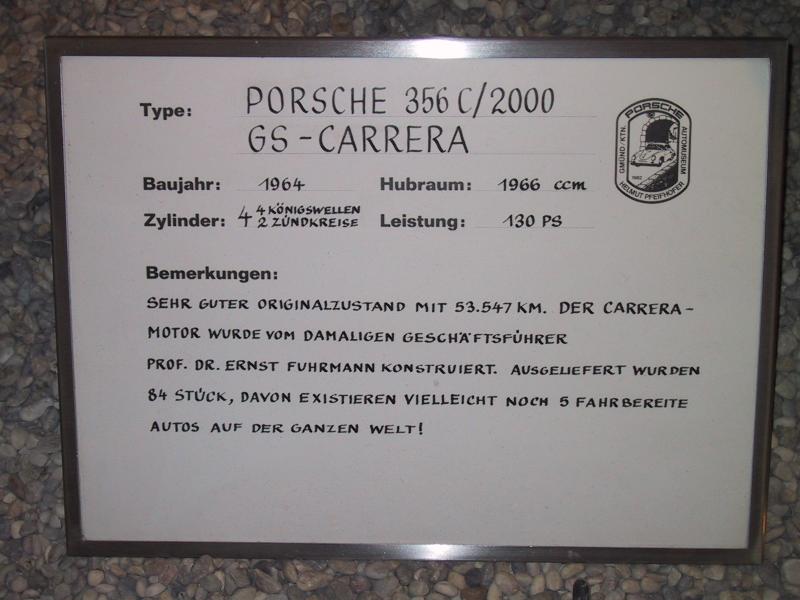 Type: PORSCHE 356 C/2000
GS-CARRERA
Baujahr: 1964 Hubraum: 1966 ccm
Zylinder: 4 4 KÖNIGSWELLEN
2 ZÜNDKREISE Leistung: 130 PS
Bemerkungen:
SEHR GUTER ORIGINALZUSTAND MIT 53.547 KM. DER CARRERA-
MOTOR WURDE VOM DAMALIGEN GESCHÄFTSFÜHRER
PROF. DR. ERNST FUHRMANN KONSTRUIERT. AUSGELIEFERT WURDEN
84 STÜCK, DAVON EXISTIEREN VIELLEICHT NOCH 5 FAHRBEREITE
AUTOS AUF DER GANZEN WELT!
PORSCHE
AUTOMUSEUM
HELMUT PFEIFHOFER
GMÜND/KTN.
1982